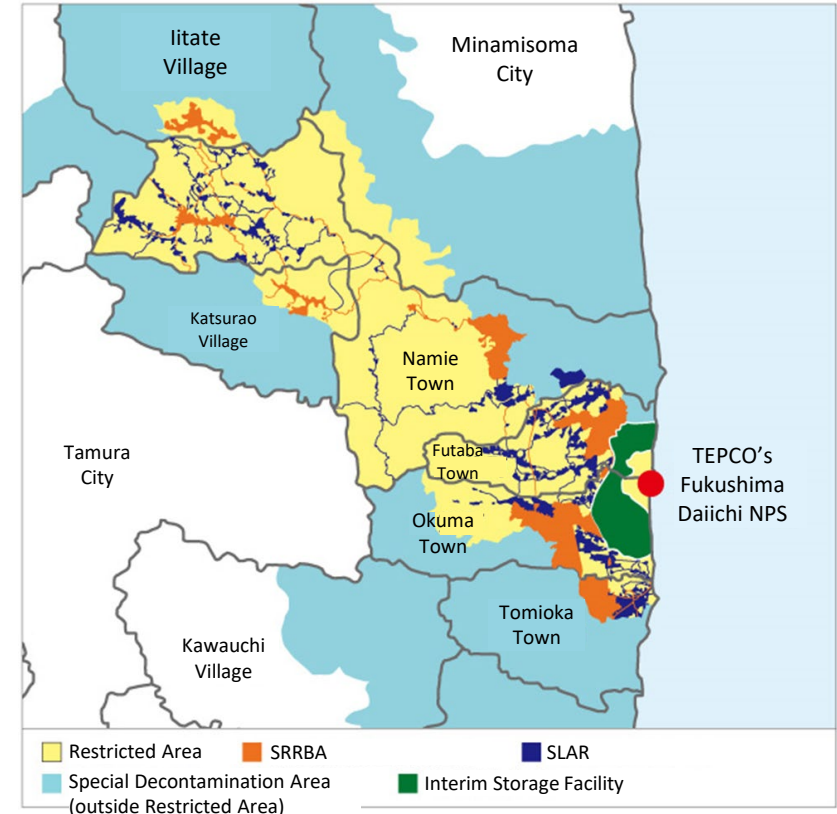 Iitate
Village
Minamisoma
City
Katsurao
Village
Namie
Town
Tamura
City
Futaba
Town
TEPCO's
Fukushima
Daiichi NPS
Okuma
Town
Tomioka
Town
Kawauchi
Village
Restricted Area
SRRBA
SLAR
Special Decontamination Area
(outside Restricted Area)
Interim Storage Facility